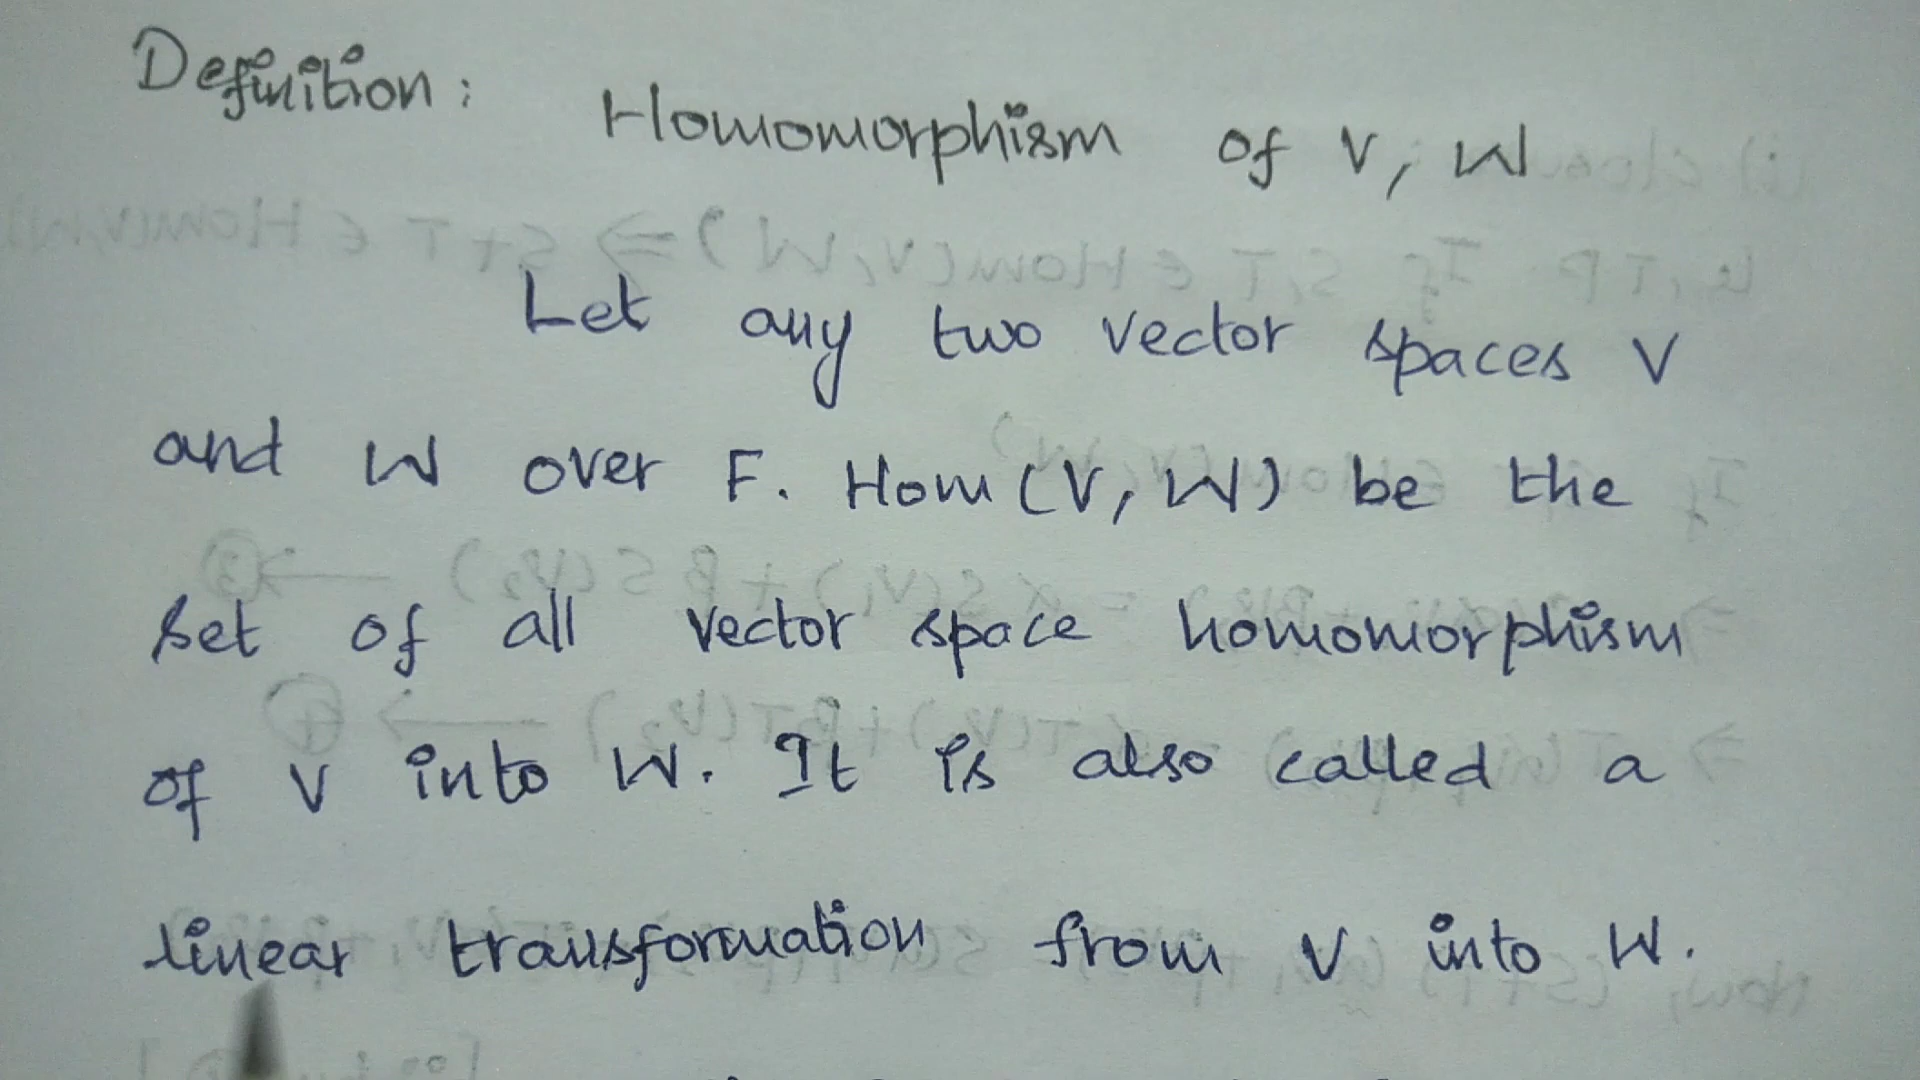 Definition:
Homomorphism of V, W
Let any two vector spaces V
and W over F. Hom (V, W) be the
set of all vector space homomorphism
of V into W. It is also called a
linear transformation from V into W.